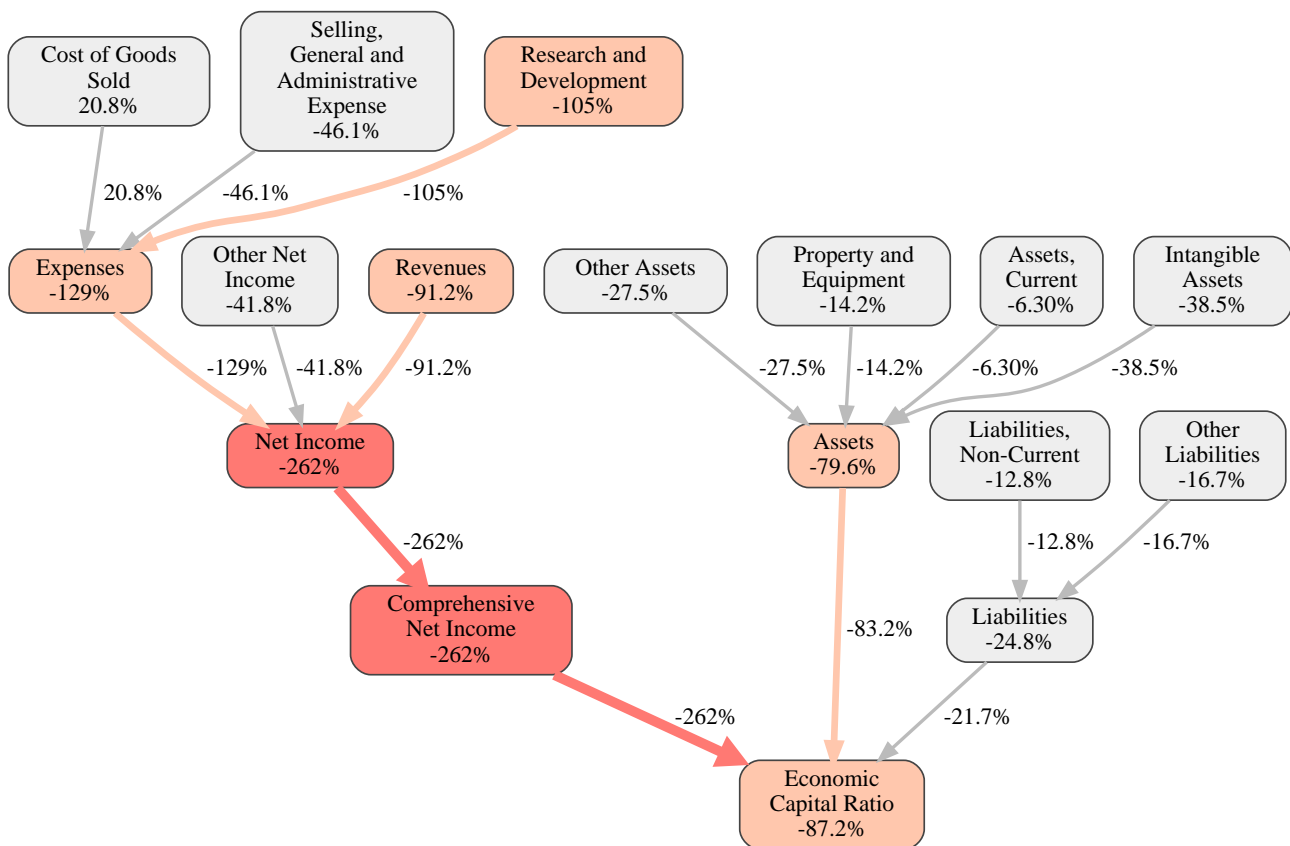 Cost of Goods
Sold
20.8%
Selling,
General and
Administrative
Expense
-46.1%
Research and
Development
-105%
20.8%
-46.1%
-105%
Expenses
-129%
Other Net
Income
-41.8%
Revenues
-91.2%
Other Assets
-27.5%
Property and
Equipment
-14.2%
Assets,
Current
-6.30%
Intangible
Assets
-38.5%
-129%
-41.8%
-91.2%
-27.5%
-14.2%
-6.30%
-38.5%
Net Income
-262%
Assets
-79.6%
Liabilities,
Non-Current
-12.8%
Other
Liabilities
-16.7%
-262%
-12.8%
-16.7%
Comprehensive
Net Income
-262%
-83.2%
Liabilities
-24.8%
-262%
-21.7%
Economic
Capital Ratio
-87.2%